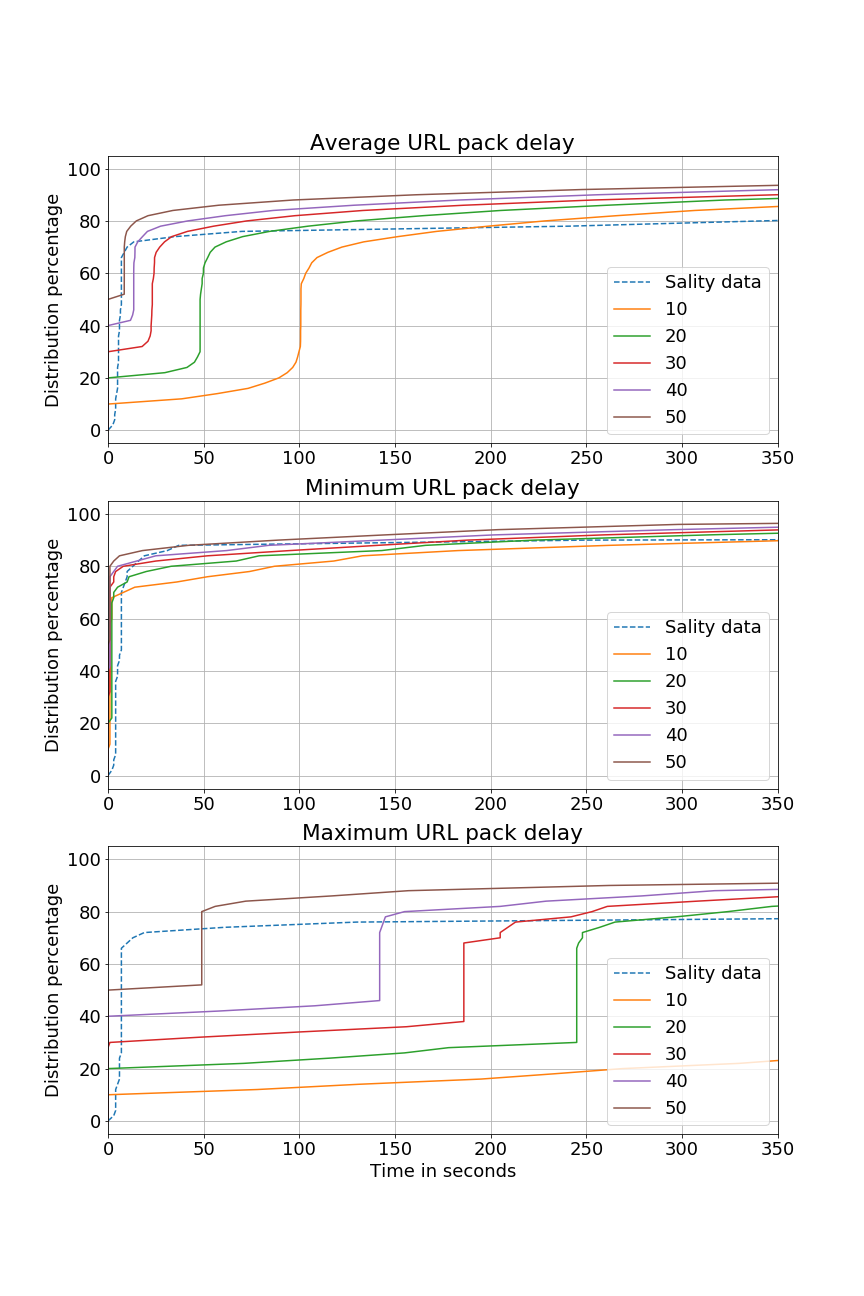 Average URL pack delay
Distribution percentage
100
80
60
40
20
0
Sality data
10
20
30
40
50
0 50 100 150 200 250 300 350
Minimum URL pack delay
Distribution percentage
100
80
60
40
20
0
Sality data
10
20
30
40
50
0 50 100 150 200 250 300 350
Maximum URL pack delay
Distribution percentage
100
80
60
40
20
0
Sality data
10
20
30
40
50
0 50 100 150 200 250 300 350
Time in seconds